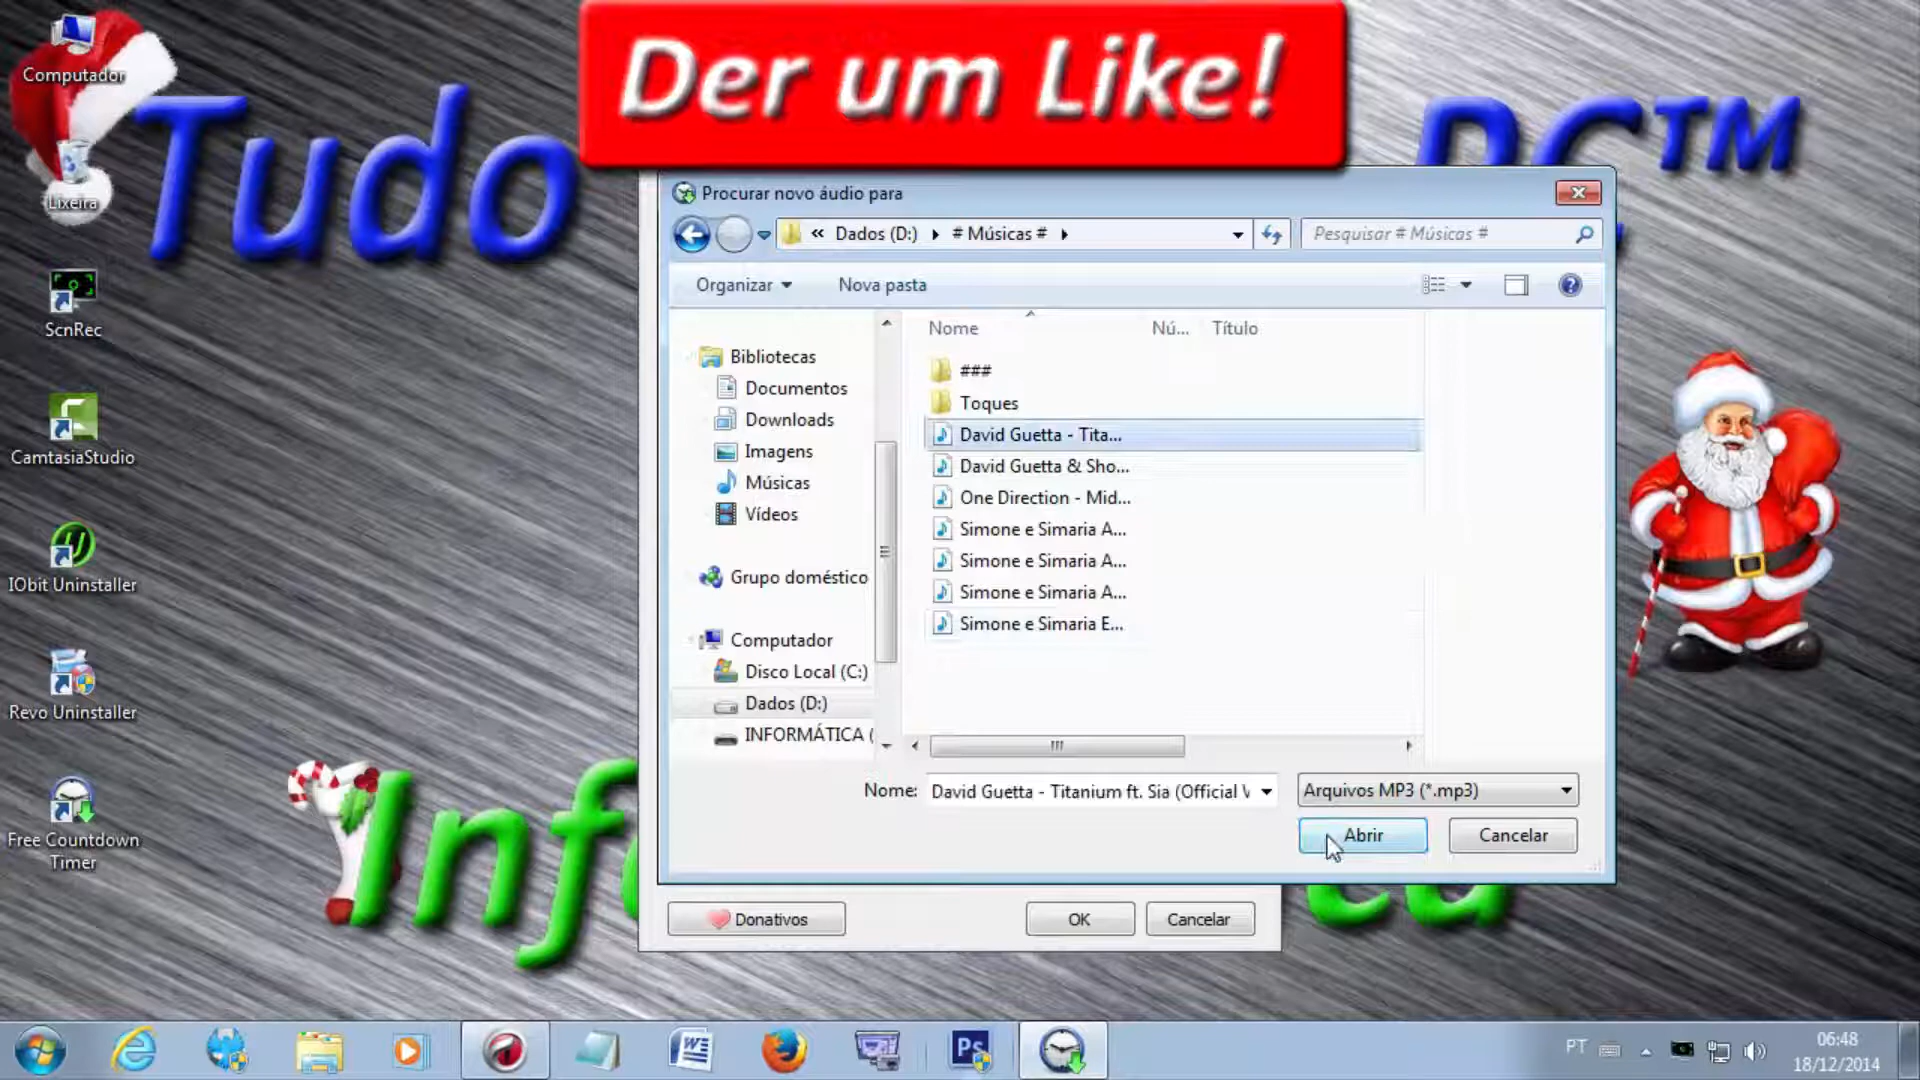 Der um Like!
Computador
Lixeira
Tudo
PC™
ScnRec
CamtasiaStudio
IObit Uninstaller
Revo Uninstaller
Free Countdown
Timer
Procurar novo áudio para
« Dados (D:) # Músicas #
Pesquisar # Músicas #
Organizar
Nova pasta
Nome
Nú...
Título
Bibliotecas
Documentos
Downloads
Imagens
Músicas
Vídeos
Grupo doméstico
Computador
Disco Local (C:)
Dados (D:)
INFORMÁTICA (
###
Toques
David Guetta - Tita...
David Guetta & Sho...
One Direction - Mid...
Simone e Simaria A...
Simone e Simaria A...
Simone e Simaria A...
Simone e Simaria E...
Nome:
David Guetta - Titanium ft. Sia (Official V
Arquivos MP3 (*.mp3)
Abrir
Cancelar
Donativos
OK
Cancelar
PT
06:48
18/12/2014
Ps